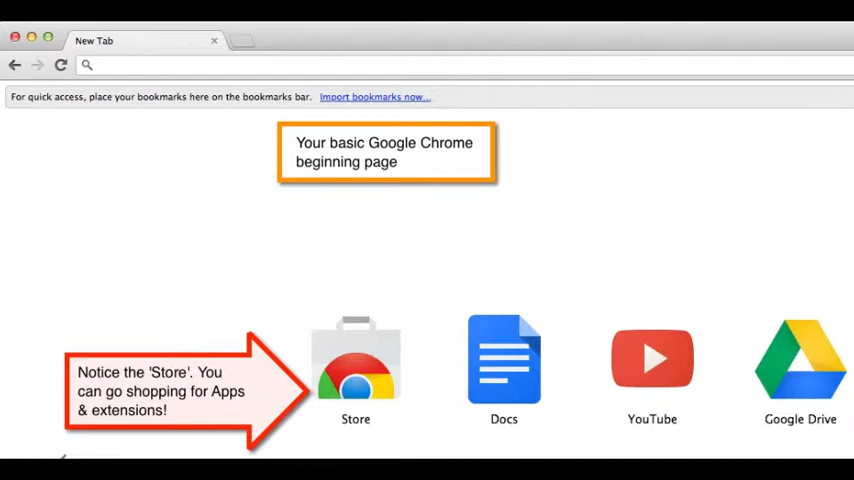 New Tab
For quick access, place your bookmarks here on the bookmarks bar. Import bookmarks now...
Your basic Google Chrome
beginning page
Notice the 'Store'. You
can go shopping for Apps
& extensions!
Store
Docs
YouTube
Google Drive